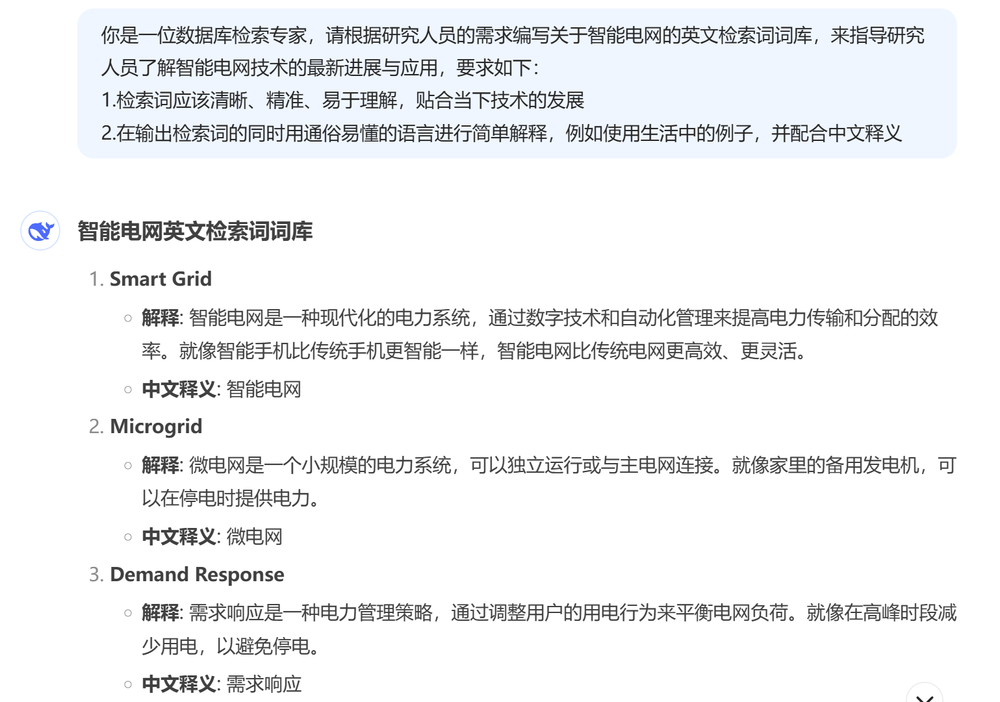 你是一位数据库检索专家，请根据研究人员的需求编写关于智能电网的英文检索词词库，来指导研究
人员了解智能电网技术的最新进展与应用，要求如下：
1.检索词应该清晰、精准、易于理解，贴合当下技术的发展
2.在输出检索词的同时用通俗易懂的语言进行简单解释，例如使用生活中的例子，并配合中文释义
智能电网英文检索词词库
1. Smart Grid
解释: 智能电网是一种现代化的电力系统，通过数字技术和自动化管理来提高电力传输和分配的效
率。就像智能手机比传统手机更智能一样，智能电网比传统电网更高效、更灵活。
中文释义: 智能电网
2. Microgrid
解释: 微电网是一个小规模的电力系统，可以独立运行或与主电网连接。就像家里的备用发电机，可
以在停电时提供电力。
中文释义: 微电网
3. Demand Response
解释: 需求响应是一种电力管理策略，通过调整用户的用电行为来平衡电网负荷。就像在高峰时段减
少用电，以避免停电。
中文释义: 需求响应